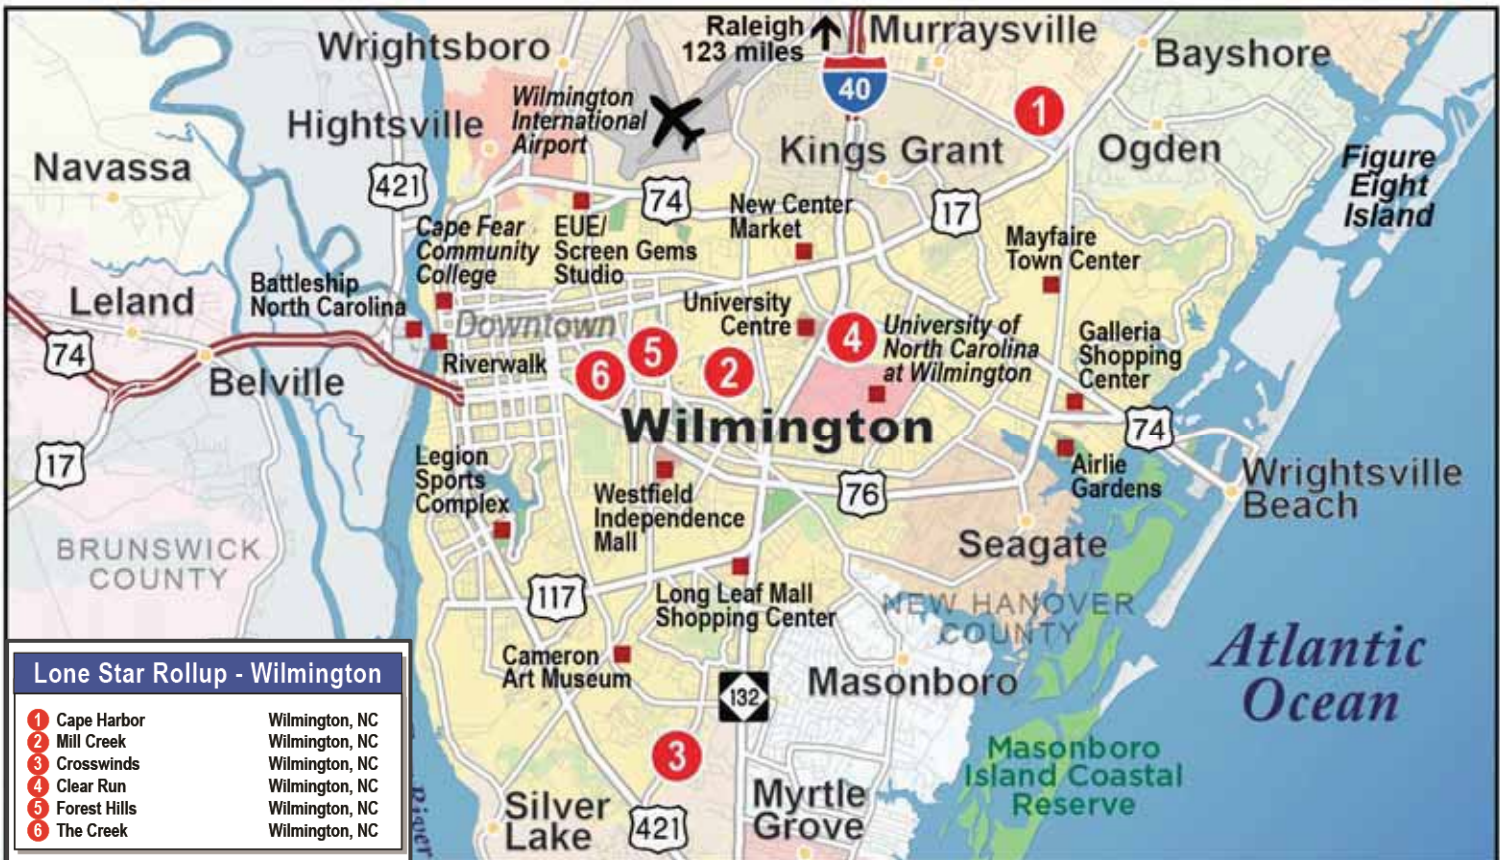 Raleigh
123 miles
Murraysville
Wrightsboro
Bayshore
40
1
Wilmington
International
Airport
Hightsville
Kings Grant
Ogden
Navassa
421
Figure
Eight
Island
74
New Center
Market
17
Cape Fear
Community
College
EUE/
Screen Gems
Studio
Mayfaire
Town Center
Battleship
North Carolina
Leland
University
Centre
4
University of
North Carolina
at Wilmington
Downtown
Galleria
Shopping
Center
74
Riverwalk
6
5
2
Belville
Wilmington
74
17
Legion
Sports
Complex
Westfield
Independence
Mall
76
Airlie
Gardens
Wrightsville
Beach
Seagate
BRUNSWICK
COUNTY
117
Long Leaf Mall
Shopping Center
NEW HANOVER
COUNTY
Cameron
Art Museum
132
Masonboro
Atlantic
Ocean
3
Masonboro
Island Coastal
Reserve
Myrtle
Grove
Silver
Lake
421
River
Lone Star Rollup - Wilmington
1 Cape Harbor Wilmington, NC
2 Mill Creek Wilmington, NC
3 Crosswinds Wilmington, NC
4 Clear Run Wilmington, NC
5 Forest Hills Wilmington, NC
6 The Creek Wilmington, NC